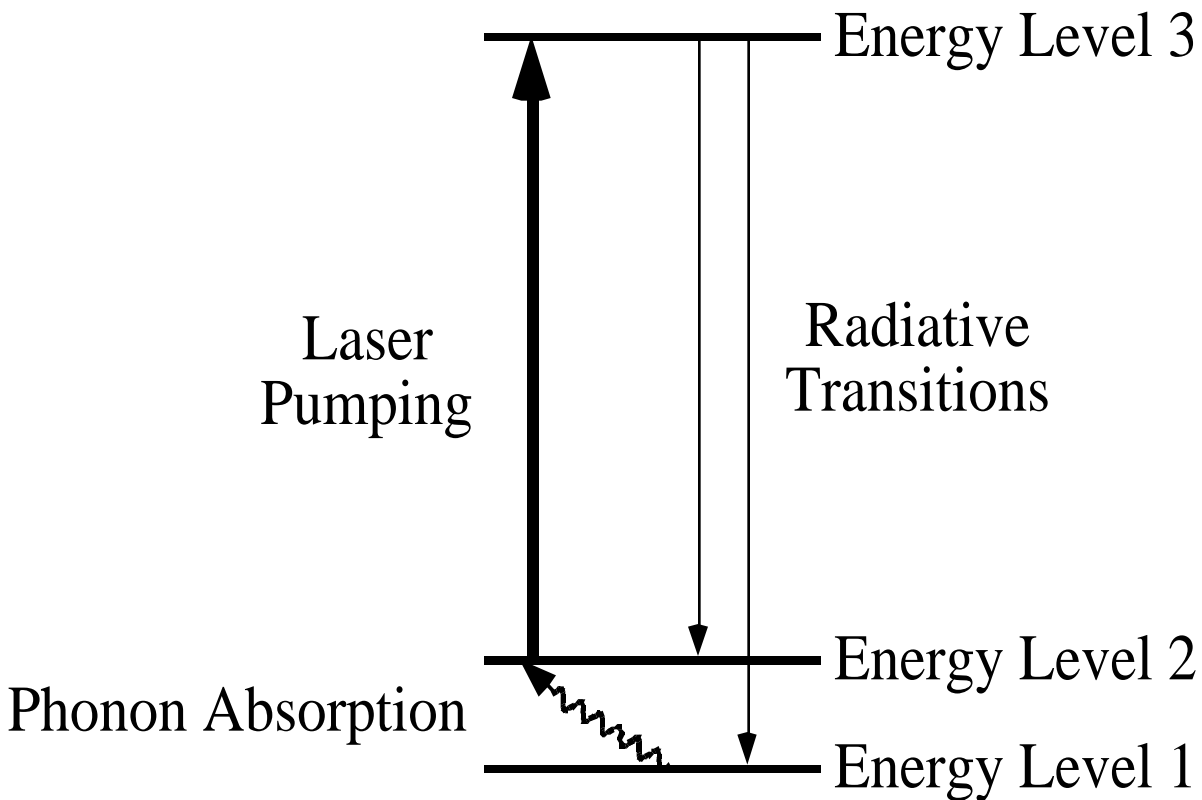 Energy Level 3
Laser
Pumping
Radiative
Transitions
Energy Level 2
Phonon Absorption
Energy Level 1